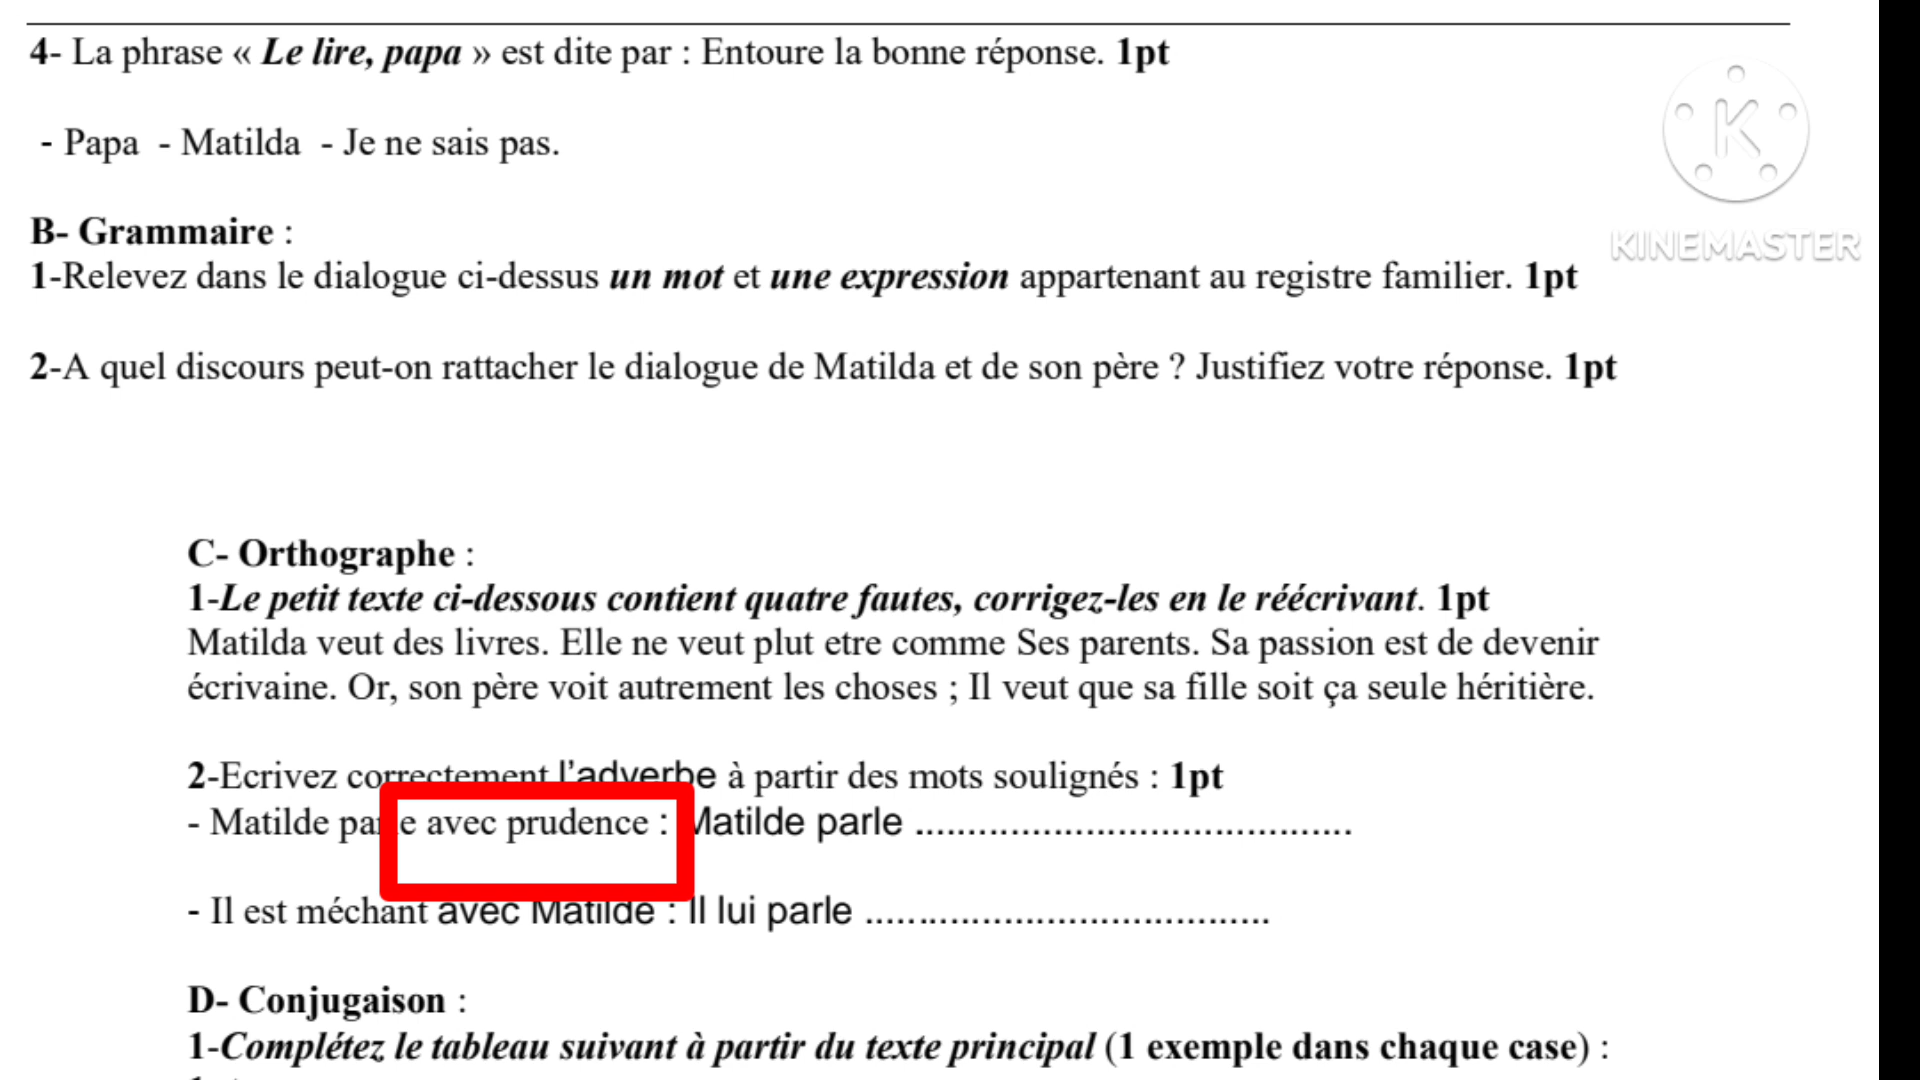 4- La phrase « Le lire, papa » est dite par : Entoure la bonne réponse. 1pt
- Papa - Matilda - Je ne sais pas.
KINEMASTER
B- Grammaire :
1-Relevez dans le dialogue ci-dessus un mot et une expression appartenant au registre familier. 1pt
2-A quel discours peut-on rattacher le dialogue de Matilda et de son père ? Justifiez votre réponse. 1pt
C- Orthographe :
1-Le petit texte ci-dessous contient quatre fautes, corrigez-les en le réécrivant. 1pt
Matilda veut des livres. Elle ne veut plut etre comme Ses parents. Sa passion est de devenir
écrivaine. Or, son père voit autrement les choses ; Il veut que sa fille soit ça seule héritière.
2-Ecrivez correctement l’adverbe à partir des mots soulignés : 1pt
- Matilde parle avec prudence : Matilde parle ..........................................
- Il est méchant avec Matilde : Il lui parle .......................................
D- Conjugaison :
1-Complétez le tableau suivant à partir du texte principal (1 exemple dans chaque case) :